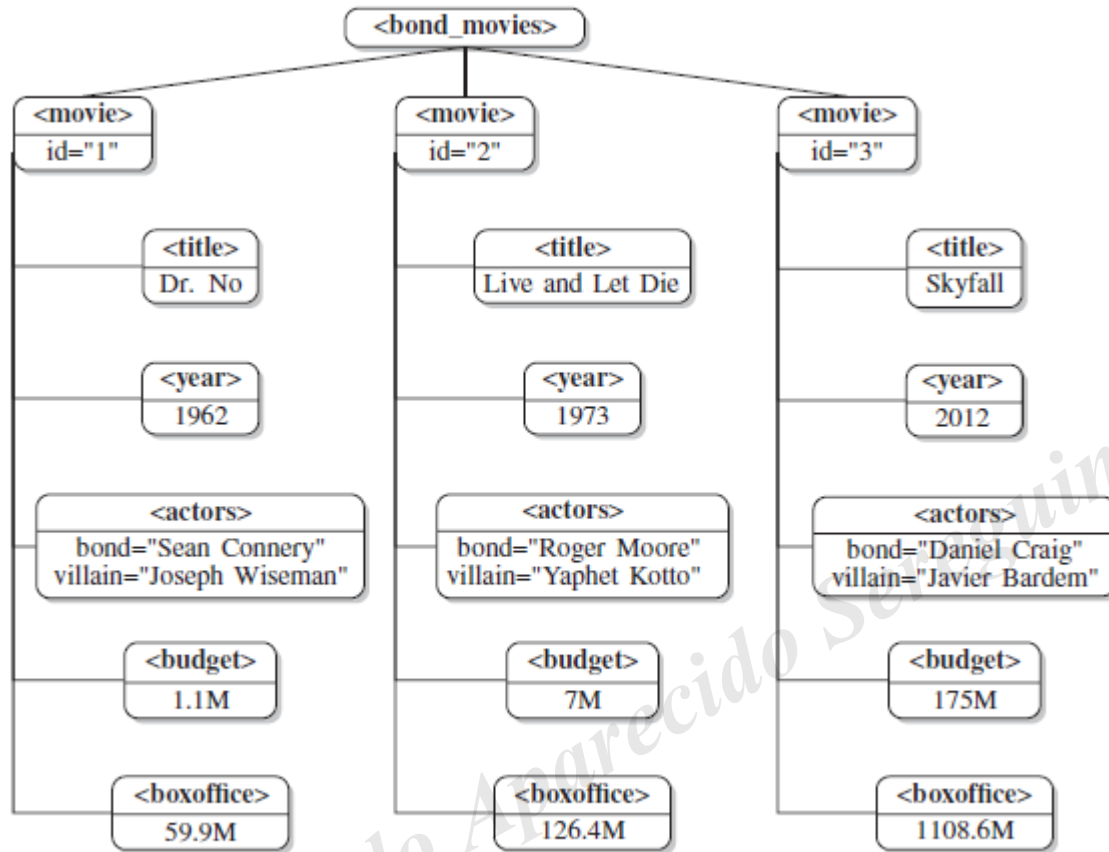 <bond_movies>
<movie>
id="1"
<title>
Dr. No
<year>
1962
<actors>
bond="Sean Connery"
villain="Joseph Wiseman"
<budget>
1.1M
<boxoffice>
59.9M
<movie>
id="2"
<title>
Live and Let Die
<year>
1973
<actors>
bond="Roger Moore"
villain="Yaphet Kotto"
<budget>
7M
<boxoffice>
126.4M
<movie>
id="3"
<title>
Skyfall
<year>
2012
<actors>
bond="Daniel Craig"
villain="Javier Bardem"
<budget>
175M
<boxoffice>
1108.6M
Aparecido